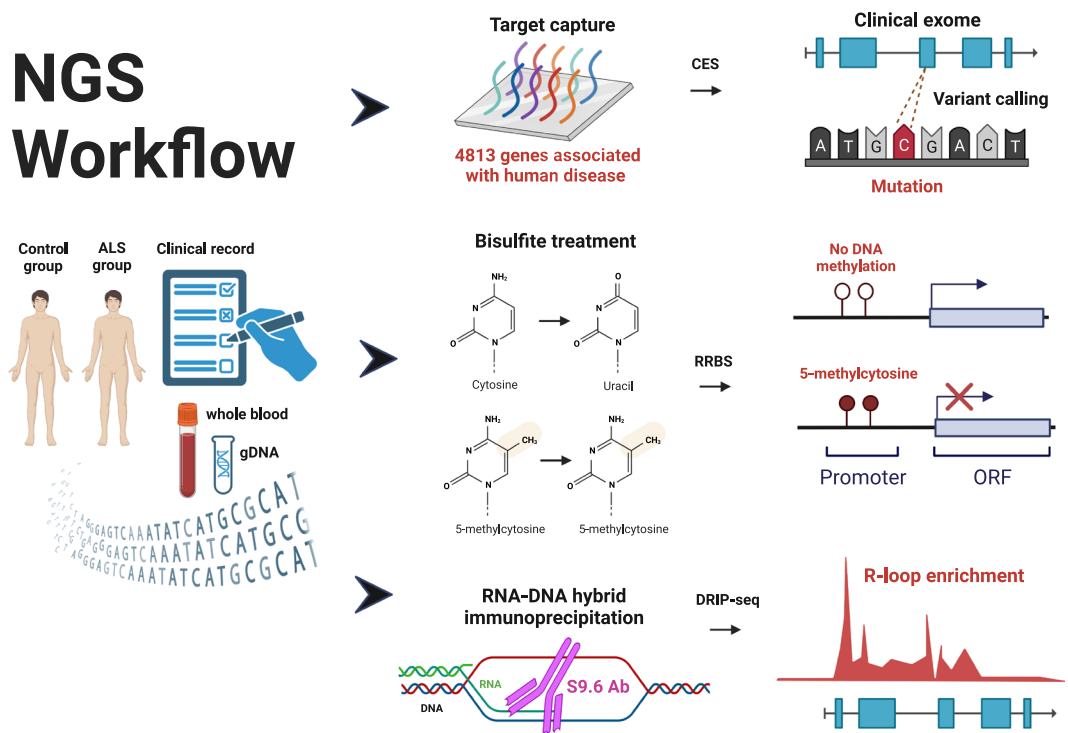 NGS
Workflow
Target capture
4813 genes associated
with human disease
CES
Clinical exome
Variant calling
A T G C G A C T
Mutation
Control
group
ALS
group
Clinical record
whole blood
gDNA
TAGGGAGTCAAATATCATGCGCAT
GAGGGAGTCAAATATCATGCGCG
TAGGGAGTCAAATATCATGCGCAT
Bisulfite treatment
NH₂
N
O
N
Cytosine
O
N
O
N
Uracil
NH₂
CH₃
N
O
N
5-methylcytosine
NH₂
CH₃
N
O
N
5-methylcytosine
RRBS
No DNA
methylation
5-methylcytosine
Promoter
ORF
RNA-DNA hybrid
immunoprecipitation
RNA
DNA
S9.6 Ab
DRIP-seq
R-loop enrichment